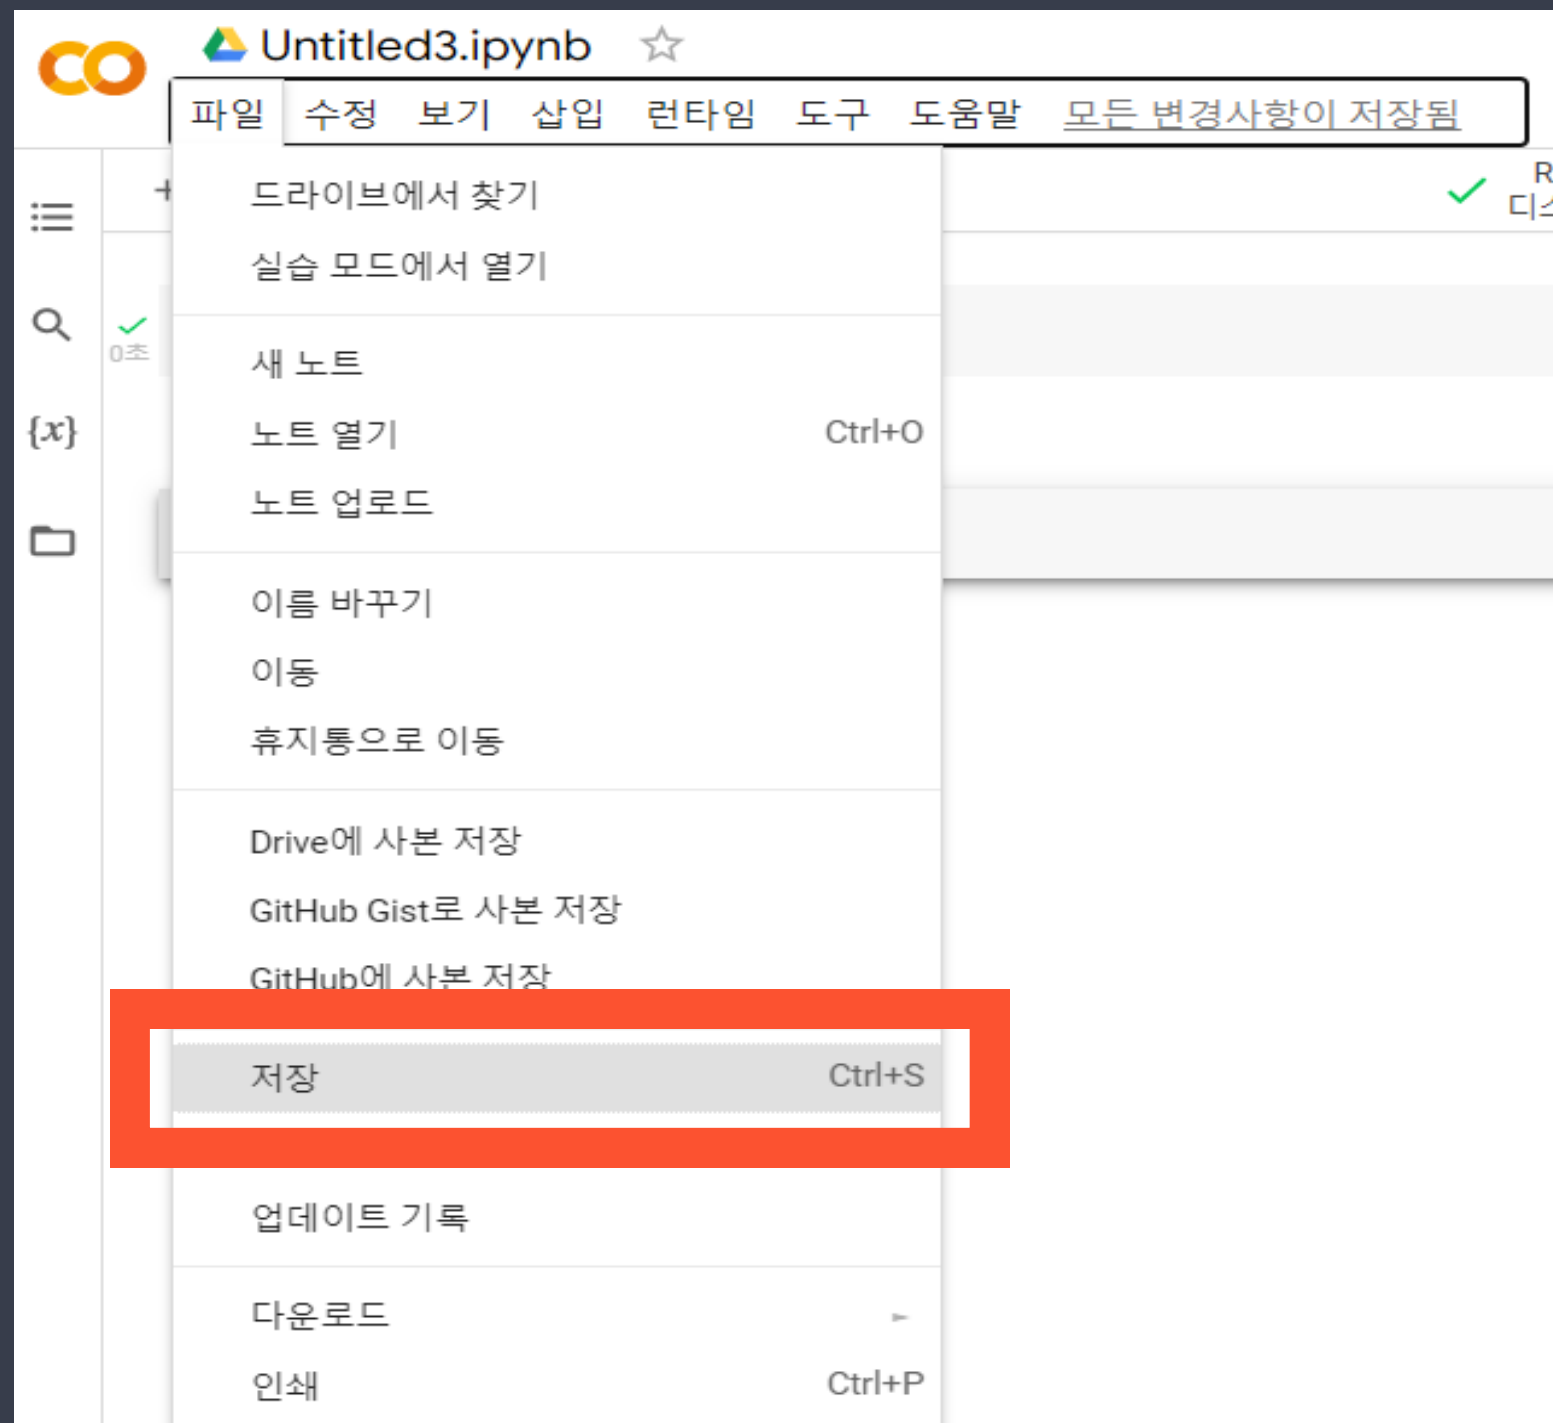 CO
Untitled3.ipynb
파일 수정 보기 삽입 런타임 도구 도움말 모든 변경사항이 저장됨
+
드라이브에서 찾기
실습 모드에서 열기
0초
새 노트
{x}
노트 열기 Ctrl+O
노트 업로드
이름 바꾸기
이동
휴지통으로 이동
Drive에 사본 저장
GitHub Gist로 사본 저장
GitHub에 사본 저장
저장 Ctrl+S
업데이트 기록
다운로드
인쇄 Ctrl+P